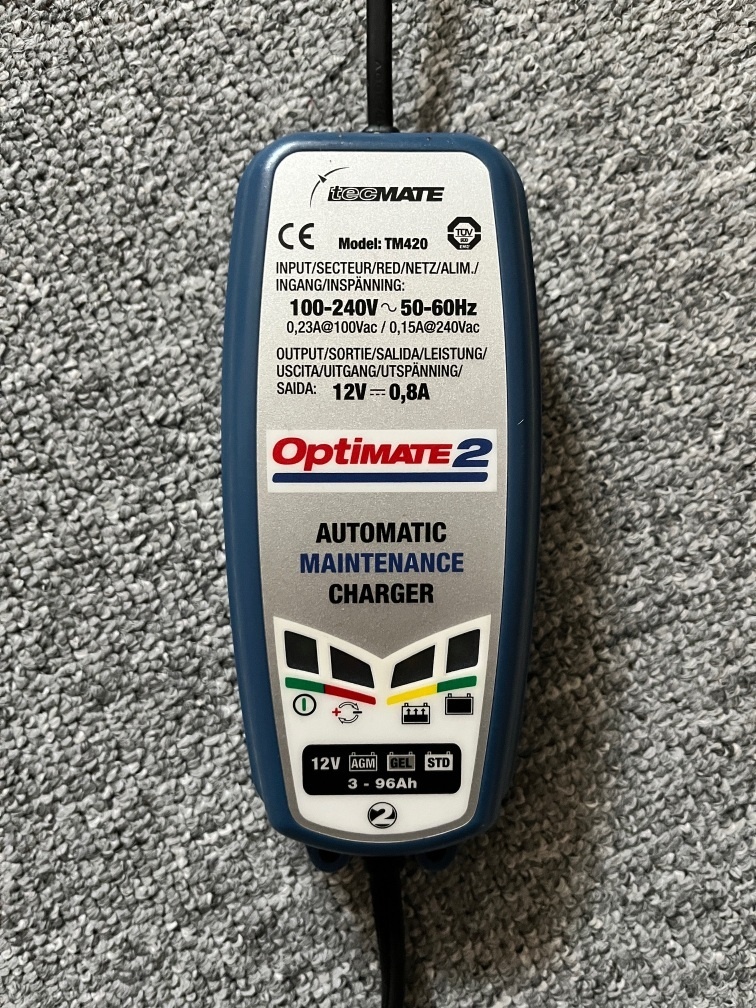 tecMATE
CE
Model: TM420
TÜV
INPUT/SECTEUR/RED/NETZ/ALIM./
INGANG/INSPÄNNING:
100-240V ~ 50-60Hz
0,23A@100Vac / 0,15A@240Vac
OUTPUT/SORTIE/SALIDA/LEISTUNG/
USCITA/UITGANG/UTSPÄNNING/
SAIDA: 12V ⎓ 0,8A
OptiMATE 2
AUTOMATIC
MAINTENANCE
CHARGER
12V AGM GEL STD
3 - 96Ah
2